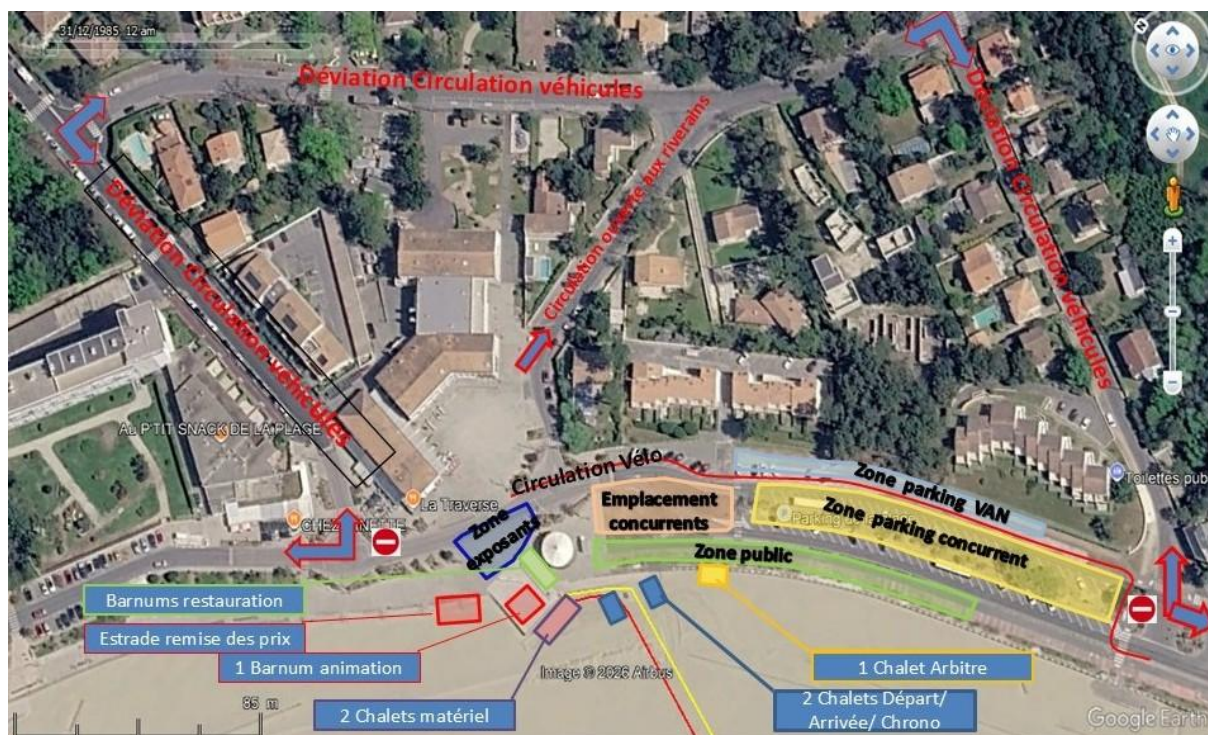 31/12/1985 12 am
Déviation Circulation véhicules
Déviation Circulation véhicules
Circulation ouverte aux riverains
Déviation Circulation véhicules
Au P'TIT SNACK DE LA PLAGE
La Traverse
Circulation Vélo
Zone parking VAN
Toilettes pub
Emplacement
concurrents
Zone parking concurrent
Parking
Zone
exposants
Zone public
Barnums restauration
Estrade remise des prix
1 Barnum animation
2 Chalets matériel
1 Chalet Arbitre
2 Chalets Départ/
Arrivée/ Chrono
Image © 2026 Airbus
85 m
Google Earth